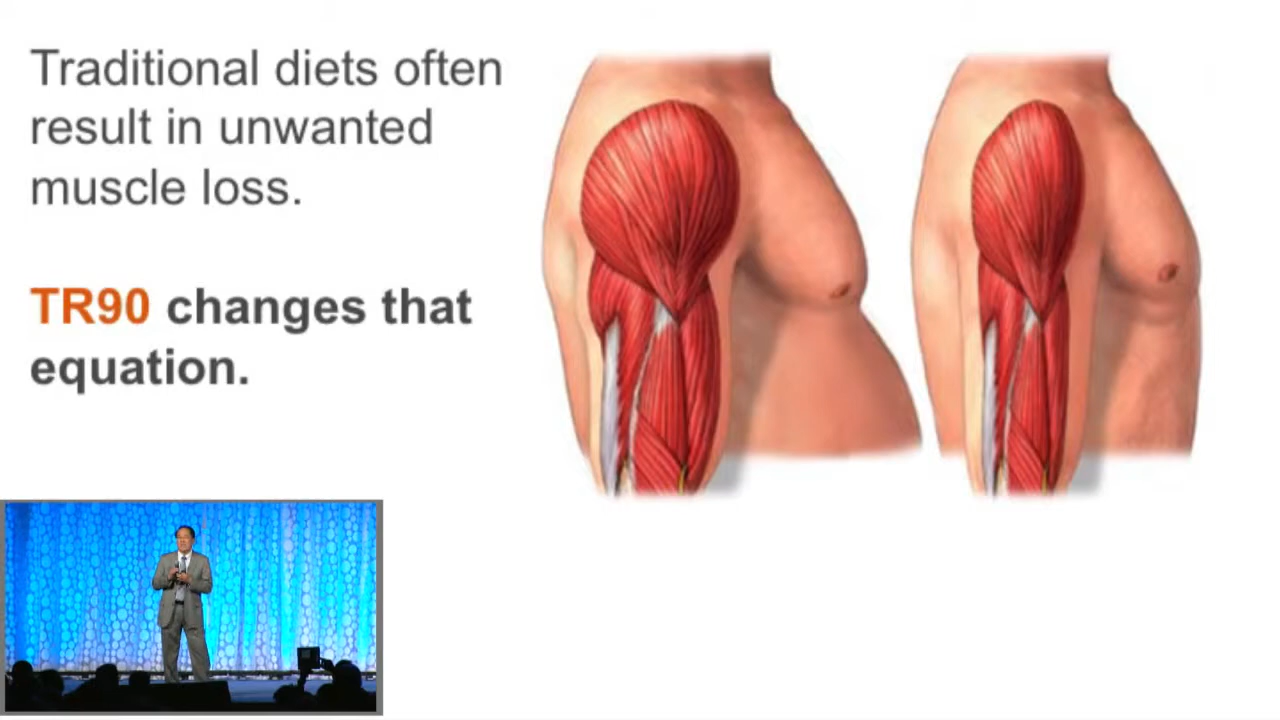 Traditional diets often
result in unwanted
muscle loss.
TR90 changes that
equation.